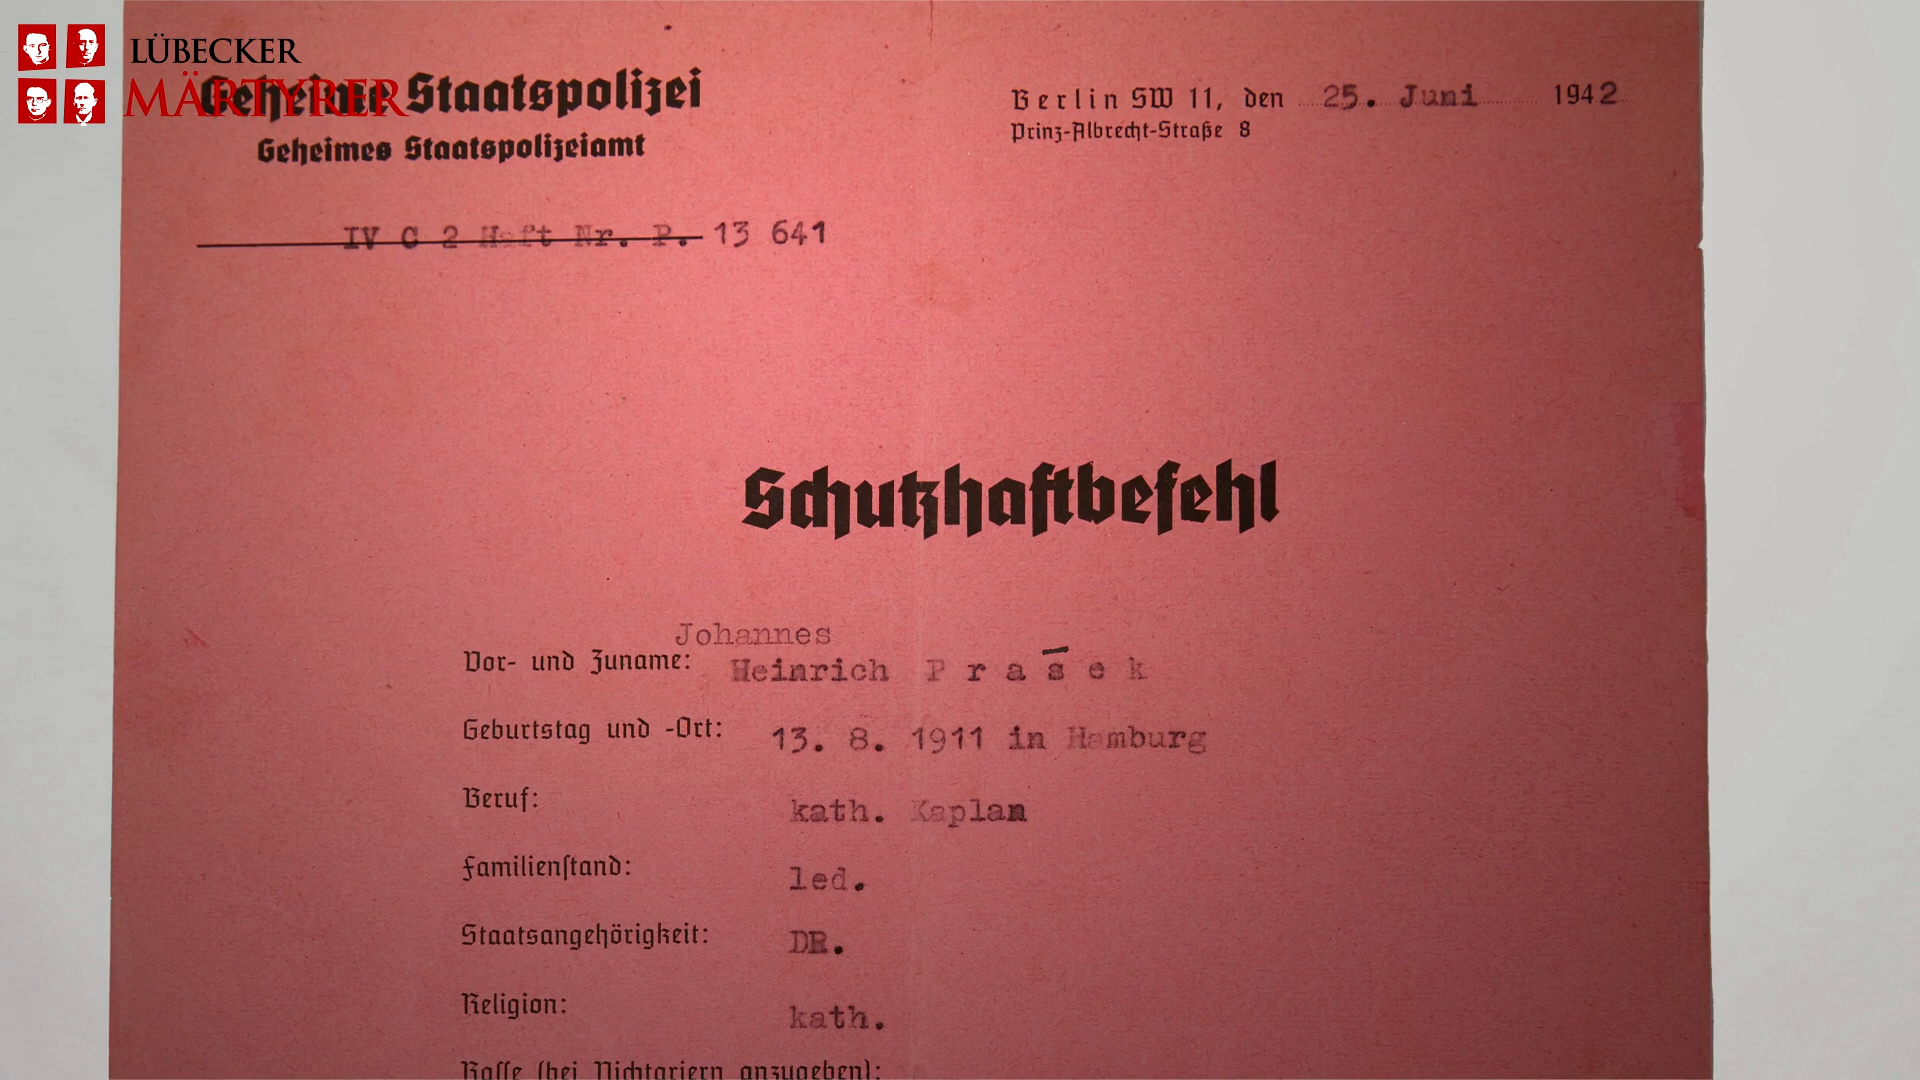 LÜBECKER
MÄRTYRER
Geheime Staatspolizei
Geheimes Staatspolizeiamt
Berlin SW 11, den 25. Juni 1942
Prinz-Albrecht-Straße 8
IV C 2 Haft Nr. P. 13 641
Schutzhaftbefehl
Johannes
Vor- und Zuname: Heinrich Prašek
Geburtstag und -Ort: 13. 8. 1911 in Hamburg
Beruf: kath. Kaplan
Familienstand: led.
Staatsangehörigkeit: DR.
Religion: kath.
Rasse (bei Nichtariern anzugeben):